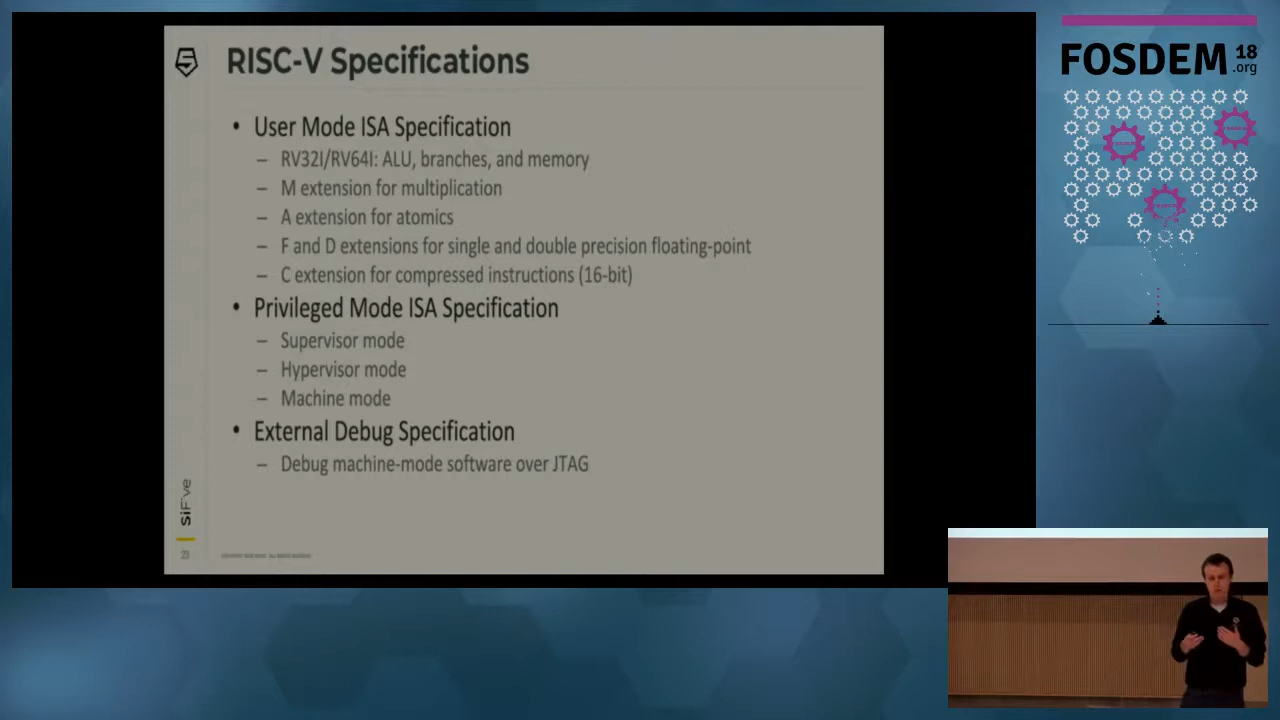 RISC-V Specifications
• User Mode ISA Specification
– RV32I/RV64I: ALU, branches, and memory
– M extension for multiplication
– A extension for atomics
– F and D extensions for single and double precision floating-point
– C extension for compressed instructions (16-bit)
• Privileged Mode ISA Specification
– Supervisor mode
– Hypervisor mode
– Machine mode
• External Debug Specification
– Debug machine-mode software over JTAG
SiFive
23
FOSDEM 18
.org